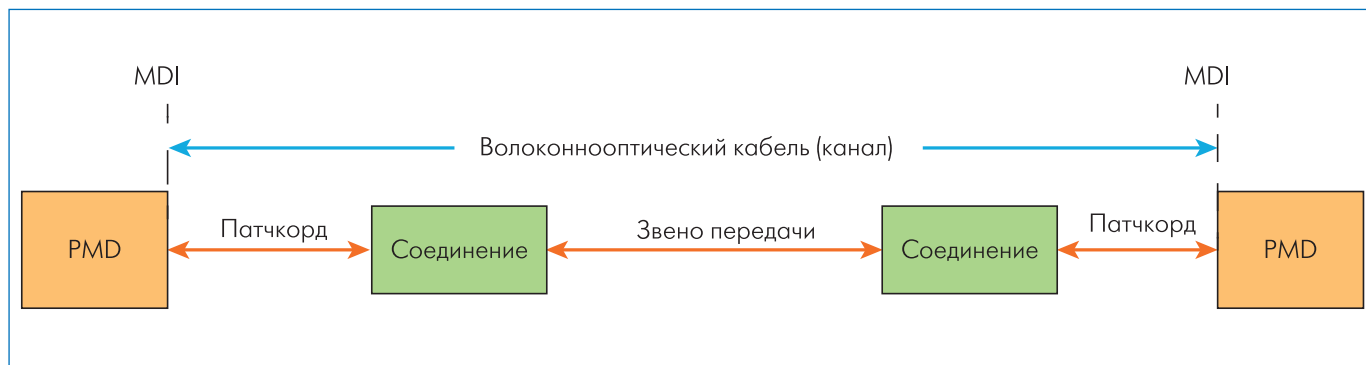 MDI
MDI
Волоконнооптический кабель (канал)
PMD
Патчкорд
Соединение
Звено передачи
Соединение
Патчкорд
PMD